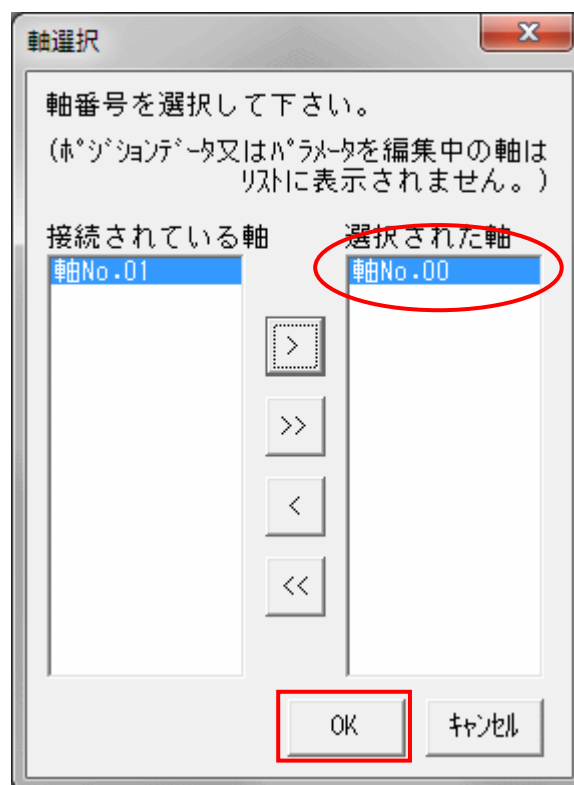 軸選択
軸番号を選択して下さい。
(ﾎﾟｼﾞｼｮﾝﾃﾞｰﾀ又はﾊﾟﾗﾒｰﾀを編集中の軸は
ﾘｽﾄに表示されません。)
接続されている軸
選択された軸
軸No.01
軸No.00
>
>>
<
<<
OK
ｷｬﾝｾﾙ